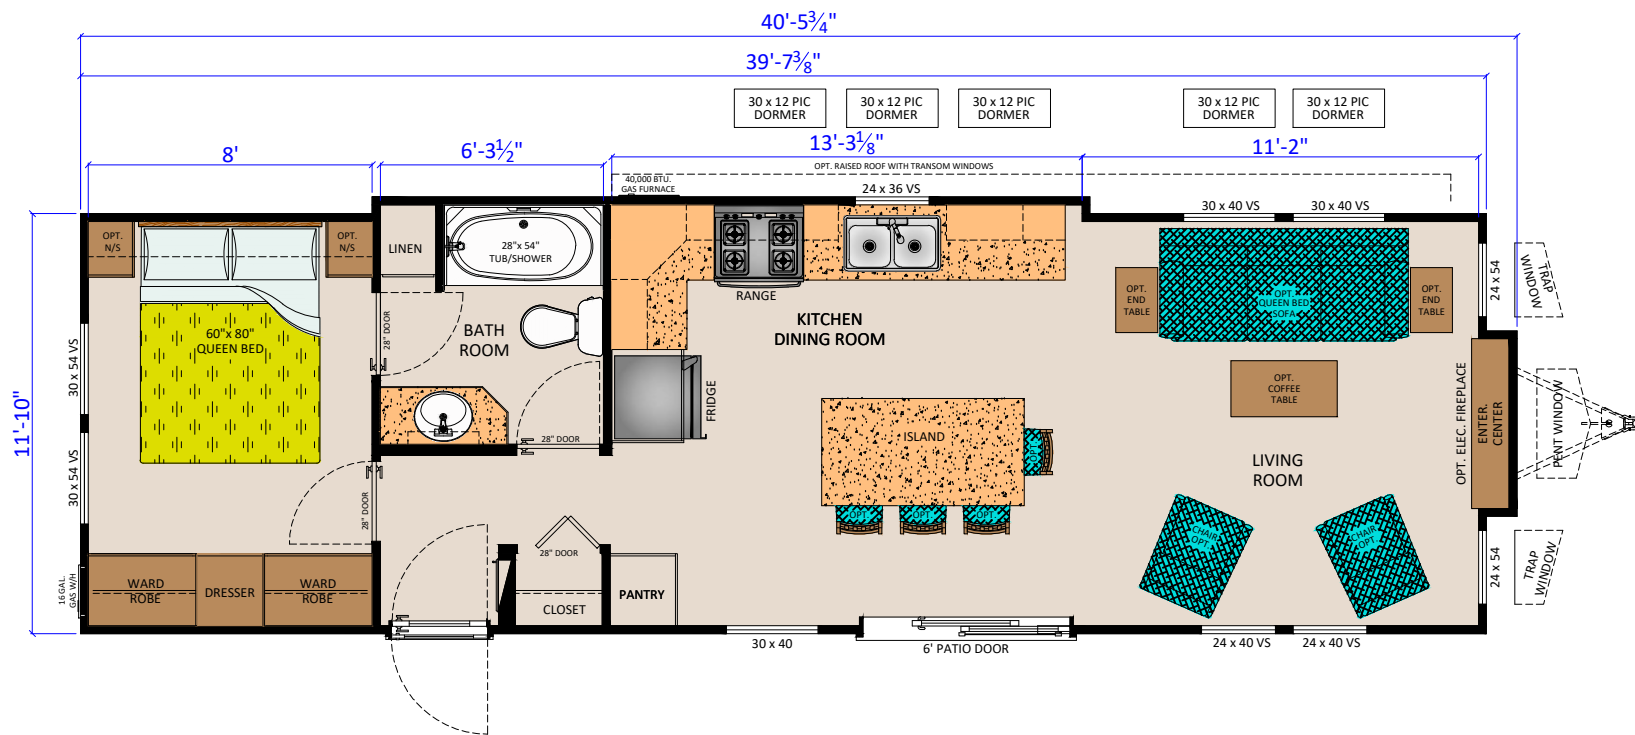 40'-5¾"
39'-7⅜"
30 x 12 PIC
DORMER
30 x 12 PIC
DORMER
30 x 12 PIC
DORMER
30 x 12 PIC
DORMER
30 x 12 PIC
DORMER
8'
6'-3½"
13'-3⅛"
11'-2"
OPT. RAISED ROOF WITH TRANSOM WINDOWS
40,000 BTU.
GAS FURNACE
24 x 36 VS
30 x 40 VS
30 x 40 VS
11'-10"
OPT.
N/S
OPT.
N/S
LINEN
28"x 54"
TUB/SHOWER
RANGE
KITCHEN
DINING ROOM
OPT.
END
TABLE
OPT.
QUEEN BED
SOFA
OPT.
END
TABLE
24 x 54
TRAP
WINDOW
60"x 80"
QUEEN BED
30 x 54 VS
30 x 54 VS
28" DOOR
BATH
ROOM
28" DOOR
FRIDGE
ISLAND
OPT.
OPT.
OPT.
OPT.
OPT.
COFFEE
TABLE
LIVING
ROOM
OPT. ELEC. FIREPLACE
ENTER.
CENTER
PENT WINDOW
28" DOOR
CHAIR
OPT.
CHAIR
OPT.
24 x 54
TRAP
WINDOW
16 GAL.
GAS W/H
WARD
ROBE
DRESSER
WARD
ROBE
28" DOOR
CLOSET
PANTRY
30 x 40
6' PATIO DOOR
24 x 40 VS
24 x 40 VS